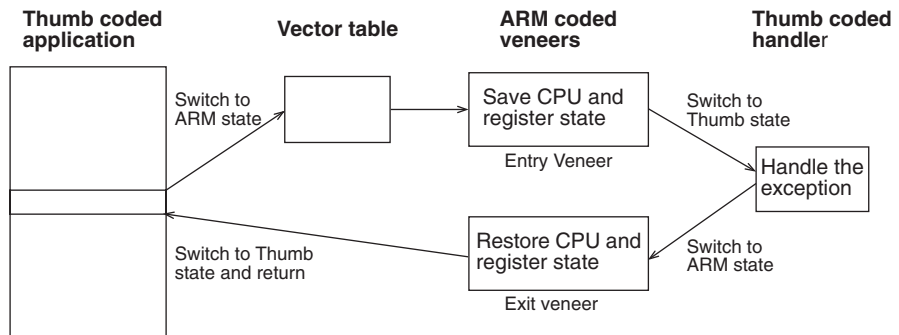 Thumb coded
application
Vector table
ARM coded
veneers
Thumb coded
handler
Switch to
ARM state
Save CPU and
register state
Entry Veneer
Switch to
Thumb state
Handle the
exception
Switch to Thumb
state and return
Restore CPU and
register state
Exit veneer
Switch to
ARM state